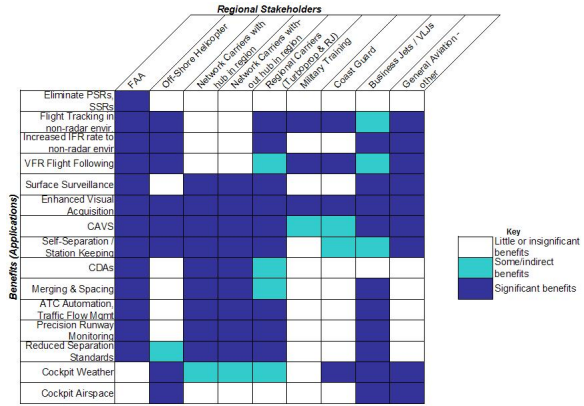 Regional Stakeholders
FAA
Off-Shore Helicopter
Network Carriers with
hub in region
Network Carriers with-
out hub in region
Regional Carriers
(Turboprop & RJ)
Military Training
Coast Guard
Business Jets / VLJs
General Aviation -
other
Benefits (Applications)
Eliminate PSRs,
SSRs
Flight Tracking in
non-radar envir.
Increased IFR rate to
non-radar envir
VFR Flight Following
Surface Surveillance
Enhanced Visual
Acquisition
CAVS
Self-Separation /
Station Keeping
CDAs
Merging & Spacing
ATC Automation,
Traffic Flow Mgmt
Precision Runway
Monitoring
Reduced Separation
Standards
Cockpit Weather
Cockpit Airspace
Key
Little or insignificant
benefits
Some/indirect
benefits
Significant benefits